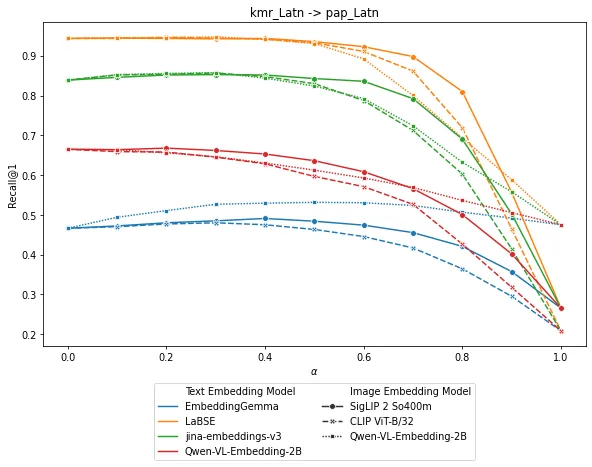 kmr_Latn -> pap_Latn
Recall@1
0.9
0.8
0.7
0.6
0.5
0.4
0.3
0.2
0.0 0.2 0.4 0.6 0.8 1.0
α
Text Embedding Model Image Embedding Model
EmbeddingGemma SigLIP 2 So400m
LaBSE CLIP ViT-B/32
jina-embeddings-v3 Qwen-VL-Embedding-2B
Qwen-VL-Embedding-2B